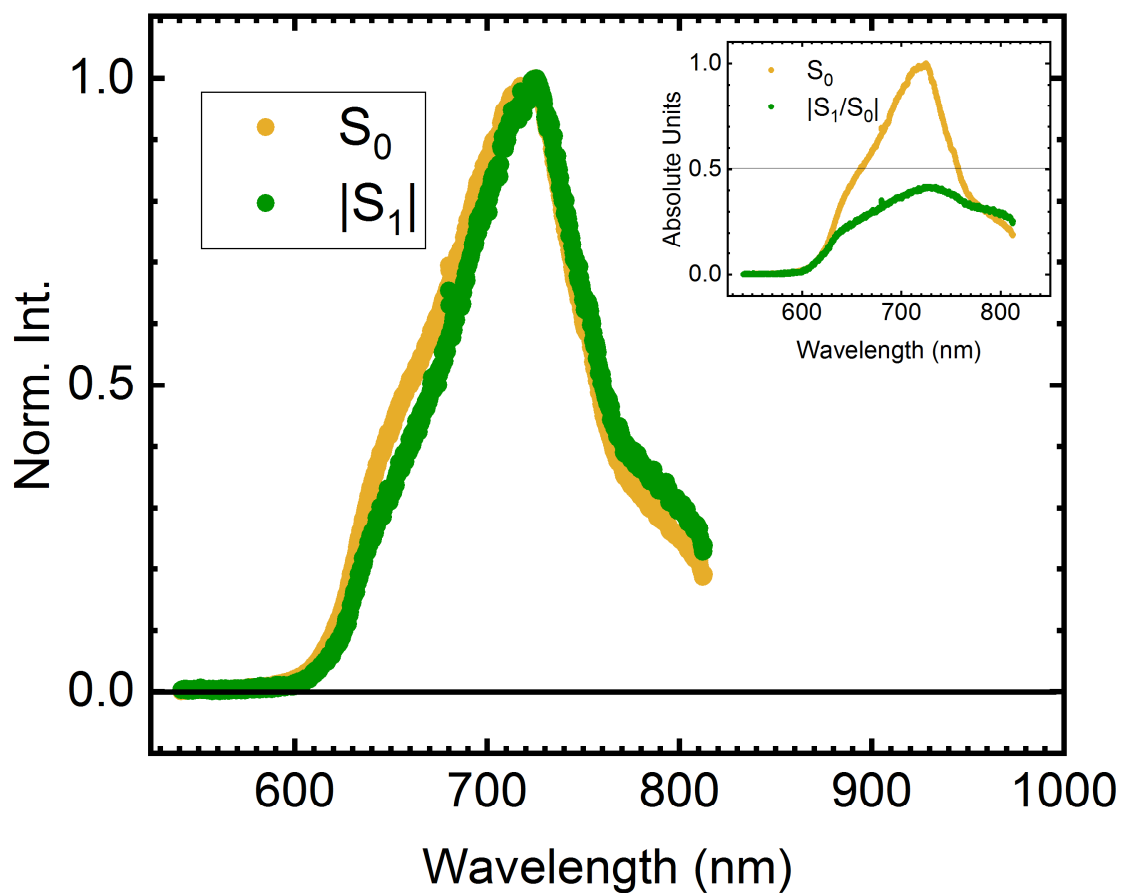 1.0
0.5
0.0
Norm. Int.
S₀
|S₁|
600
700
800
900
1000
Wavelength (nm)
1.0
0.5
0.0
Absolute Units
S₀
|S₁/S₀|
600
700
800
Wavelength (nm)